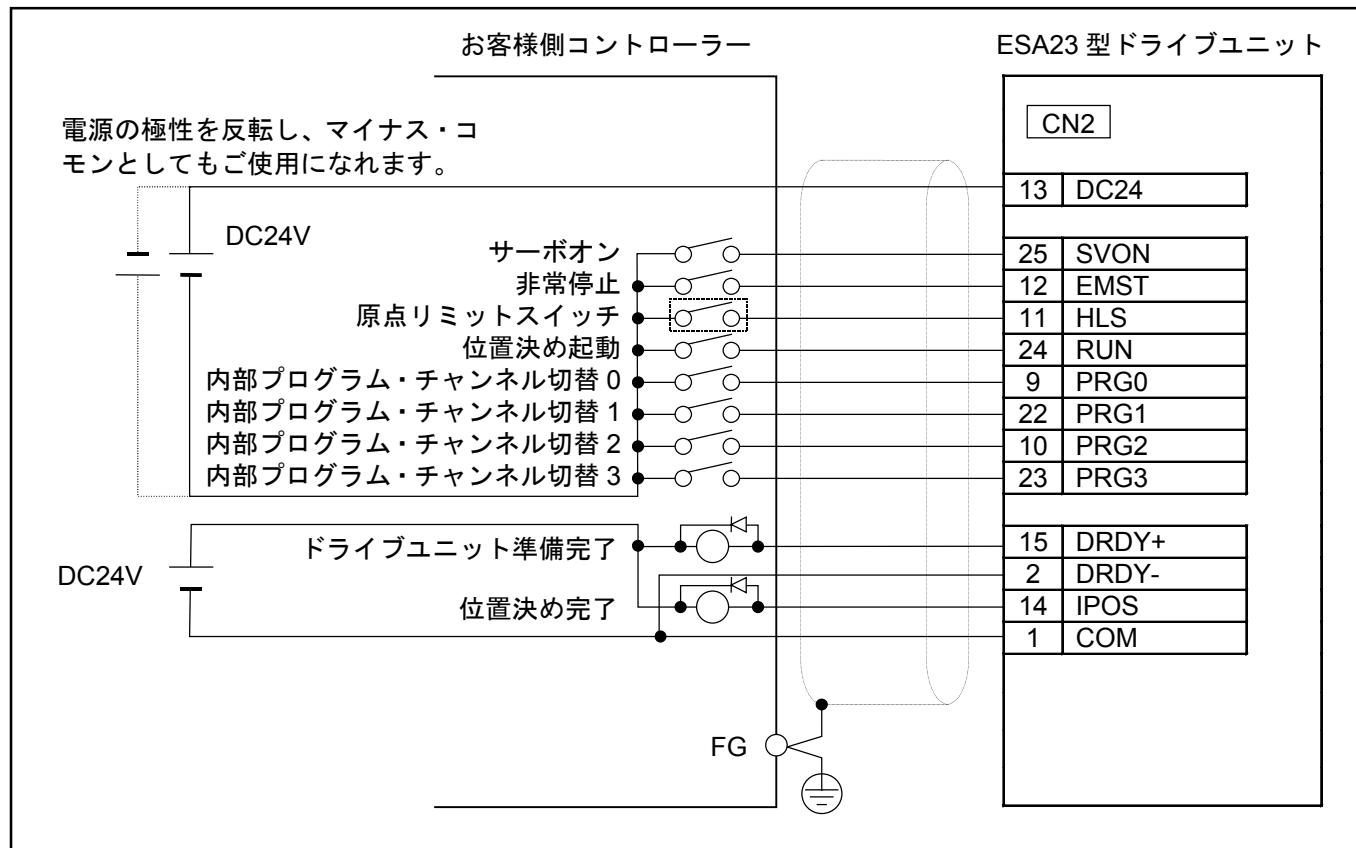 お客様側コントローラー
ESA23 型ドライブユニット
電源の極性を反転し、マイナス・コ
モンとしてもご使用になれます。
CN2
13 DC24
DC24V
サーボオン
25 SVON
非常停止
12 EMST
原点リミットスイッチ
11 HLS
位置決め起動
24 RUN
内部プログラム・チャンネル切替 0
9 PRG0
内部プログラム・チャンネル切替 1
22 PRG1
内部プログラム・チャンネル切替 2
10 PRG2
内部プログラム・チャンネル切替 3
23 PRG3
ドライブユニット準備完了
15 DRDY+
DC24V
2 DRDY-
位置決め完了
14 IPOS
1 COM
FG